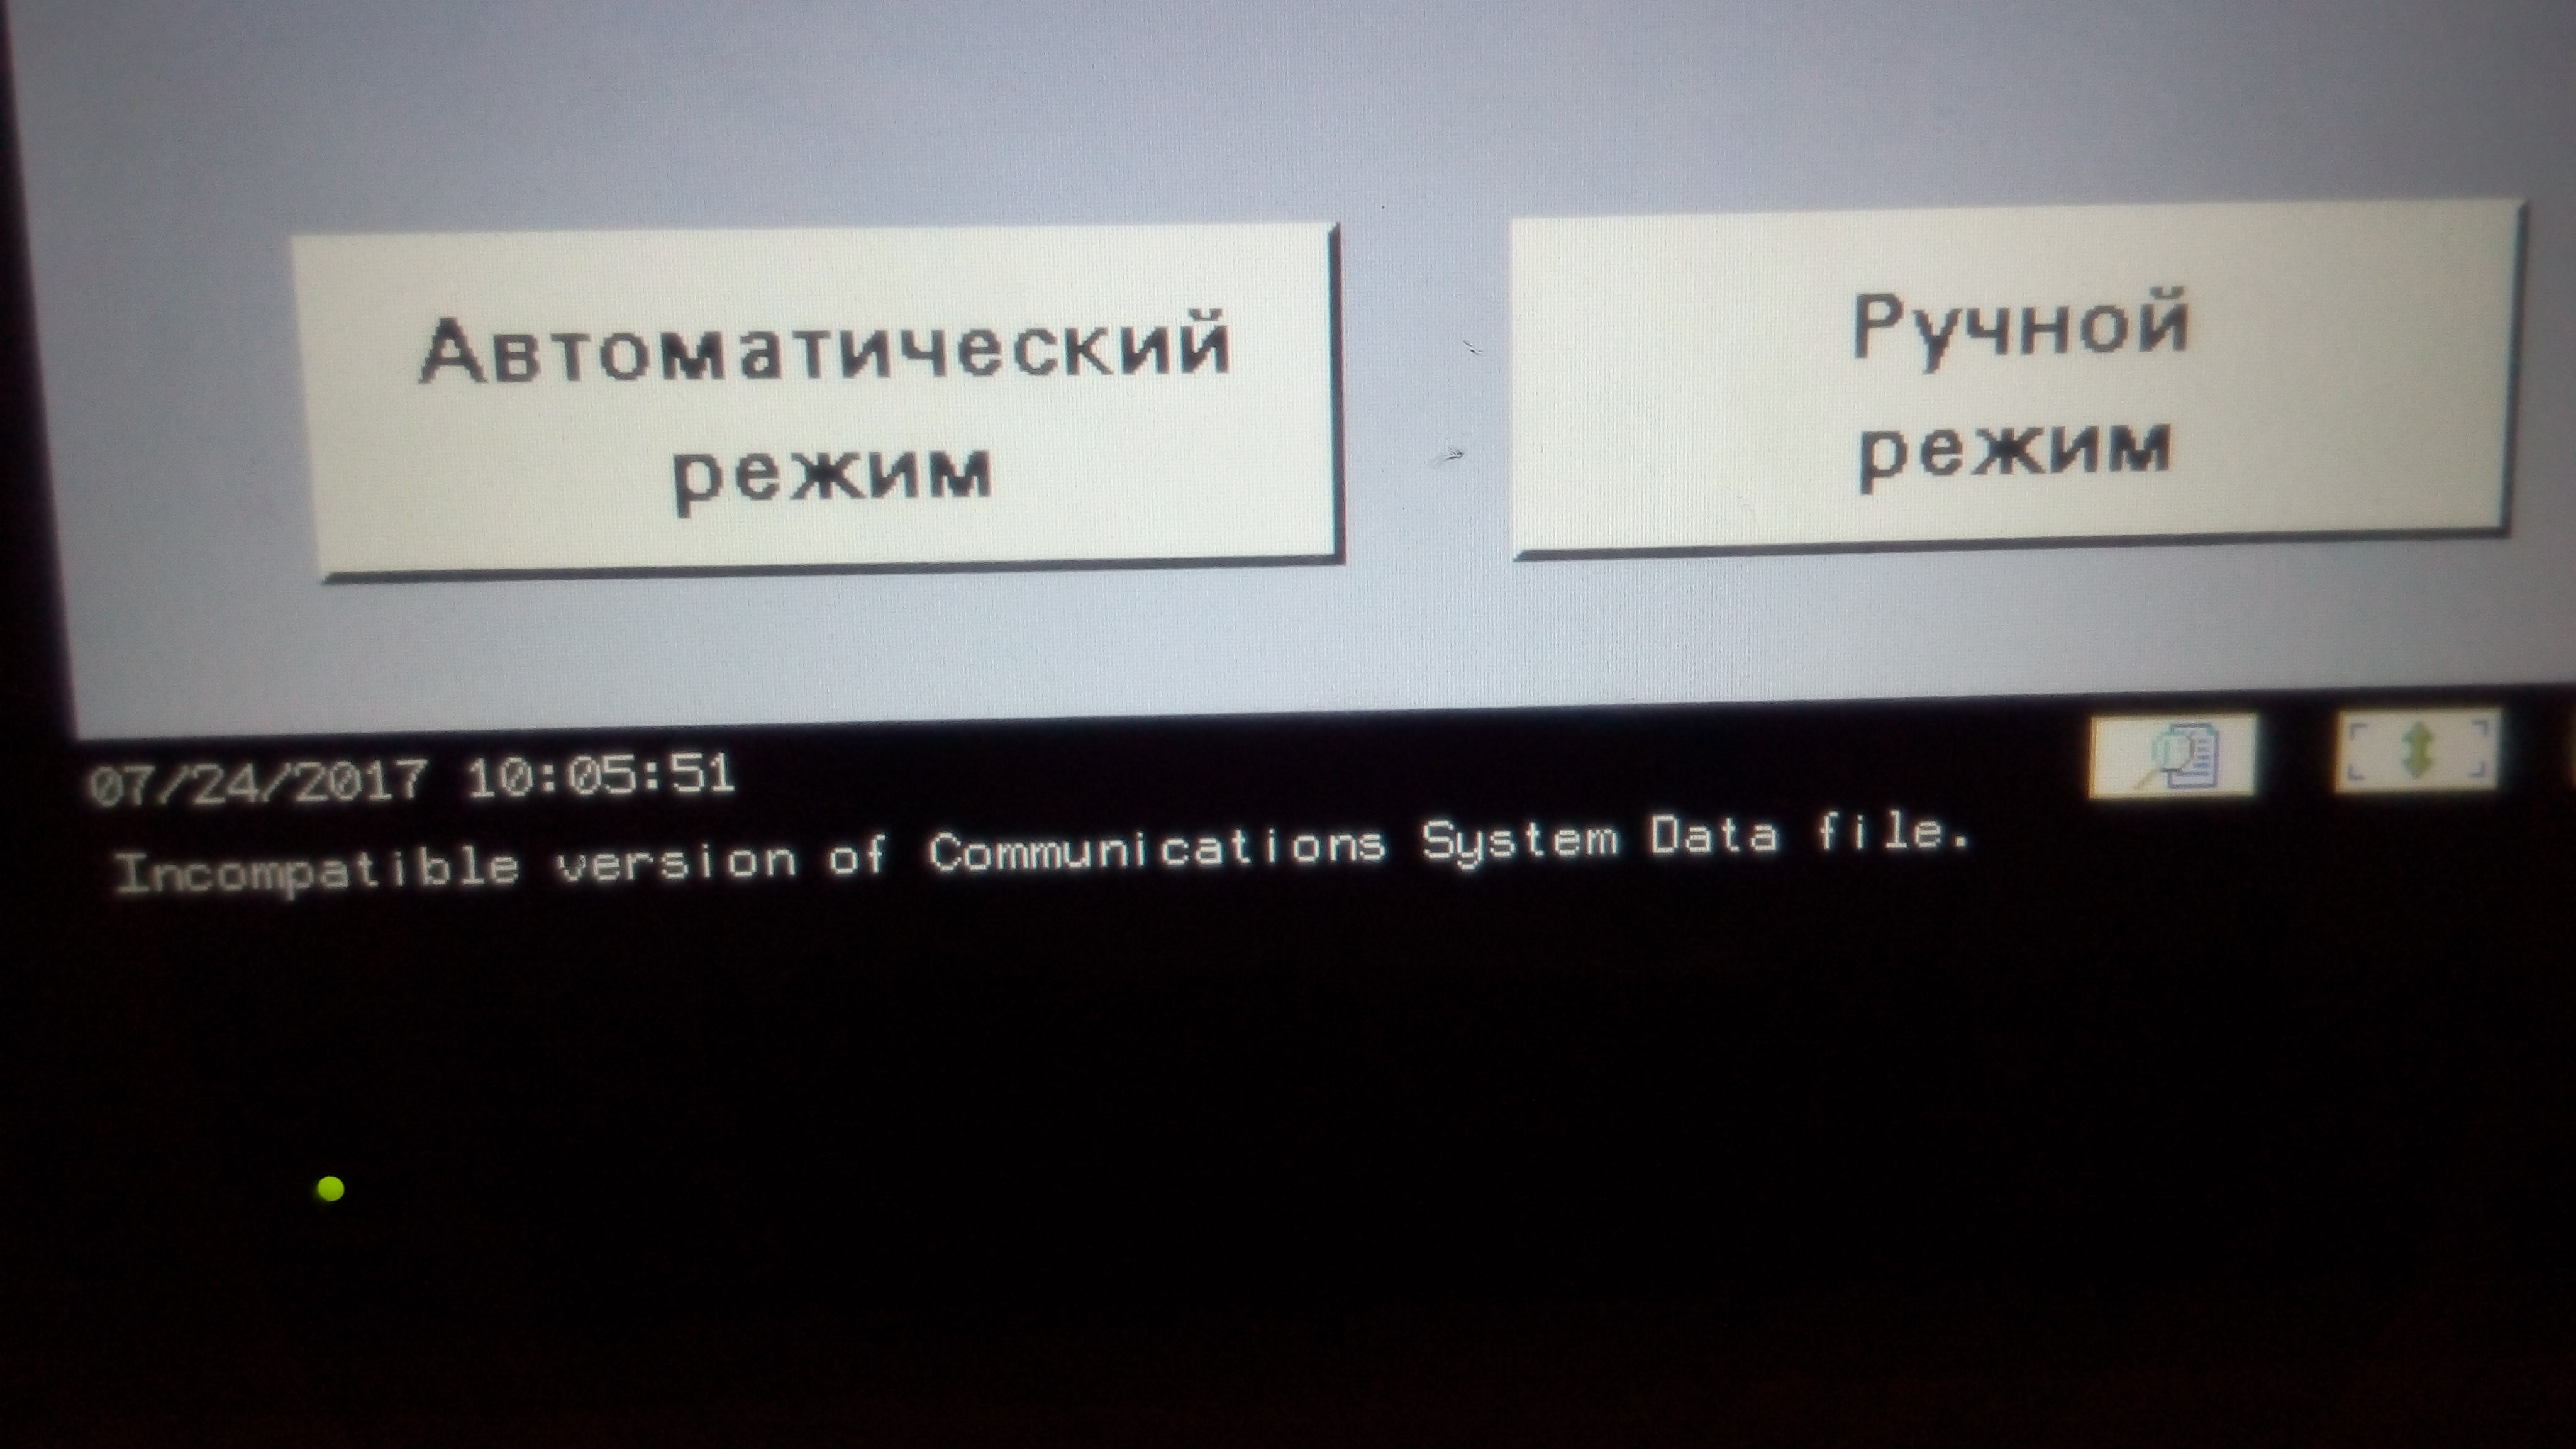 Автоматический
режим
Ручной
режим
07/24/2017 10:05:51
Incompatible version of Communications System Data file.